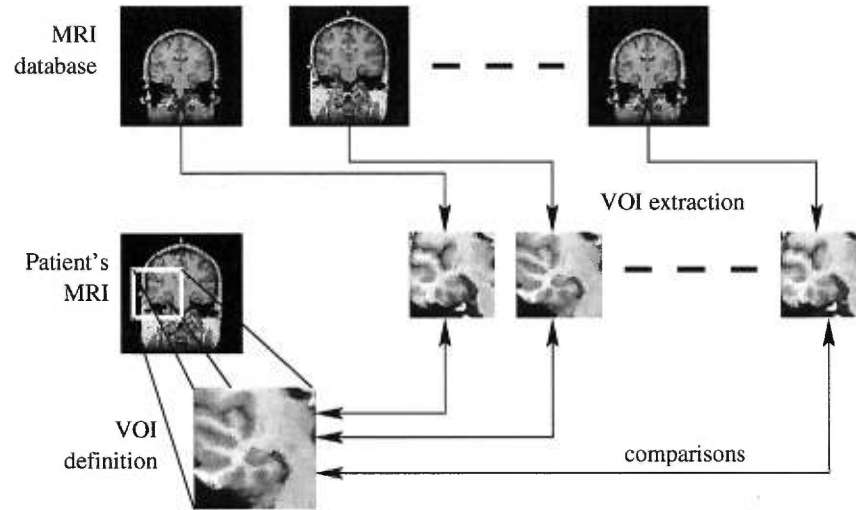 MRI
database
VOI extraction
Patient's
MRI
VOI
definition
comparisons